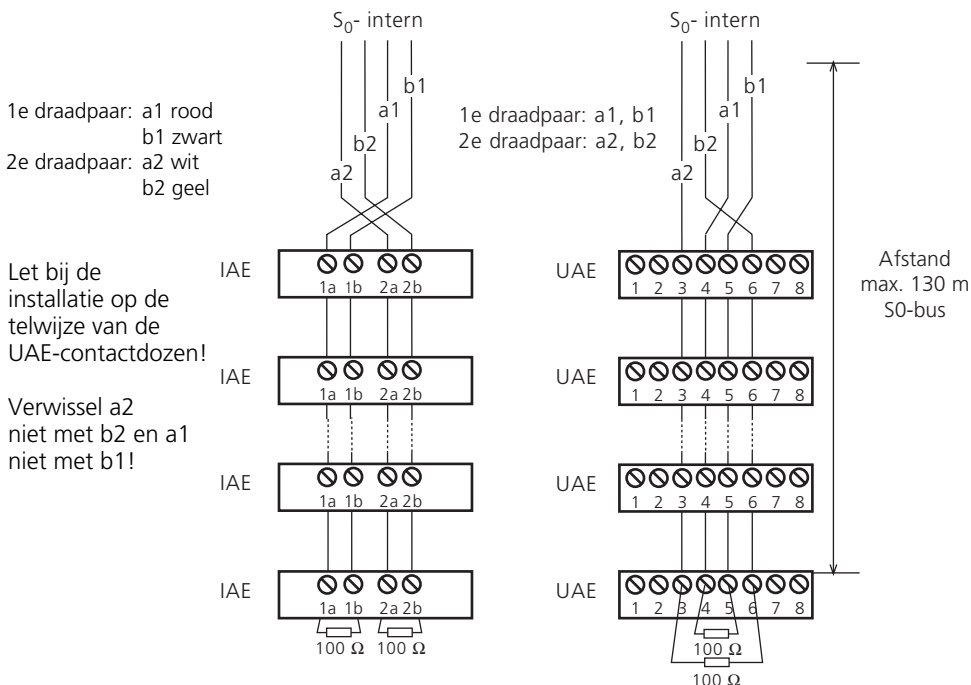 S0- intern
S0- intern
b1
a1
b2
a2
b1
a1
b2
a2
1e draadpaar: a1 rood
b1 zwart
2e draadpaar: a2 wit
b2 geel
1e draadpaar: a1, b1
2e draadpaar: a2, b2
Let bij de
installatie op de
telwijze van de
UAE-contactdozen!
Verwissel a2
niet met b2 en a1
niet met b1!
IAE
1a 1b 2a 2b
IAE
1a 1b 2a 2b
IAE
1a 1b 2a 2b
IAE
1a 1b 2a 2b
100 Ω 100 Ω
UAE
1 2 3 4 5 6 7 8
UAE
1 2 3 4 5 6 7 8
UAE
1 2 3 4 5 6 7 8
UAE
1 2 3 4 5 6 7 8
100 Ω
100 Ω
Afstand
max. 130 m
S0-bus